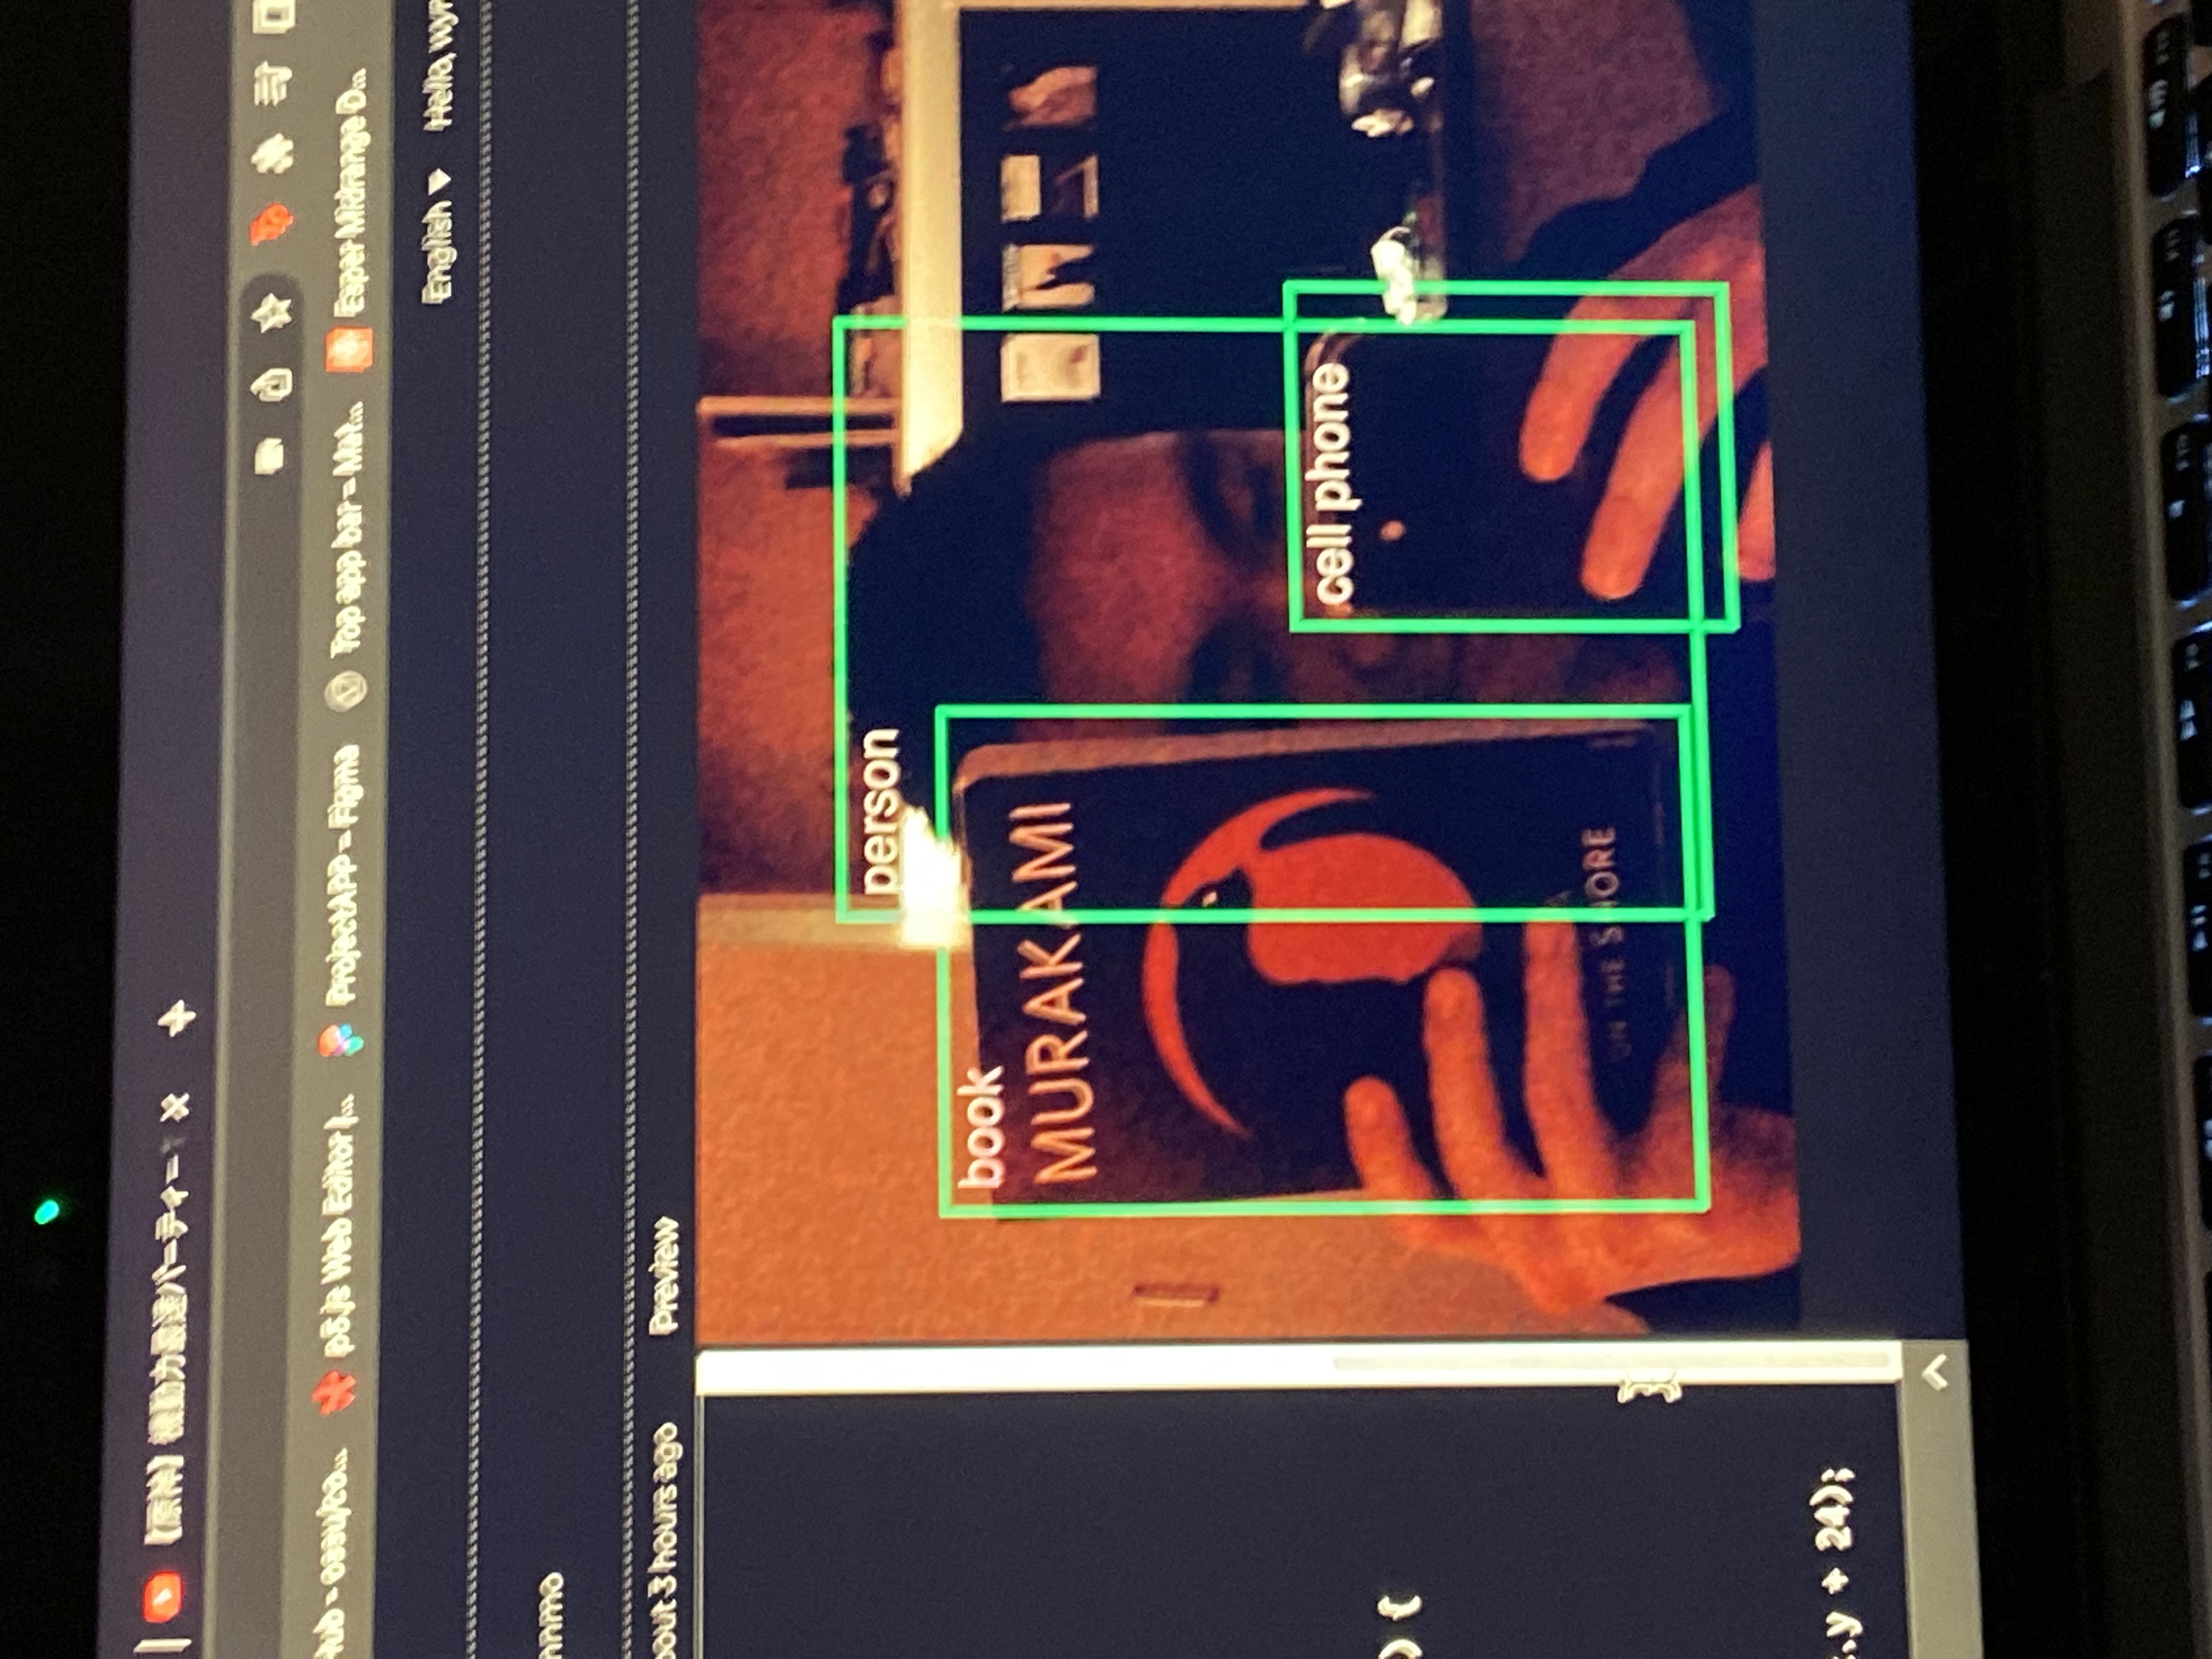 【原神】機動力最速パーティー
Hub - ossu/co...
p5.js Web Editor |...
ProjectAPP – Figma
Top app bar – Mat...
Esper Midrange D...
English
Hello, wyn
nnmo
bout 3 hours ago
Preview
person
book
MURAKAMI
cell phone
ON THE SHORE
) {
.y + 24);